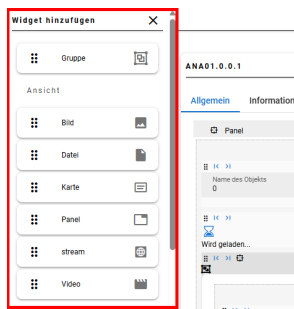 Widget hinzufügen
Gruppe
Ansicht
Bild
Datei
Karte
Panel
stream
Video
ANA01.0.0.1
Allgemein Information
Panel
Name des Objekts
0
Wird geladen...